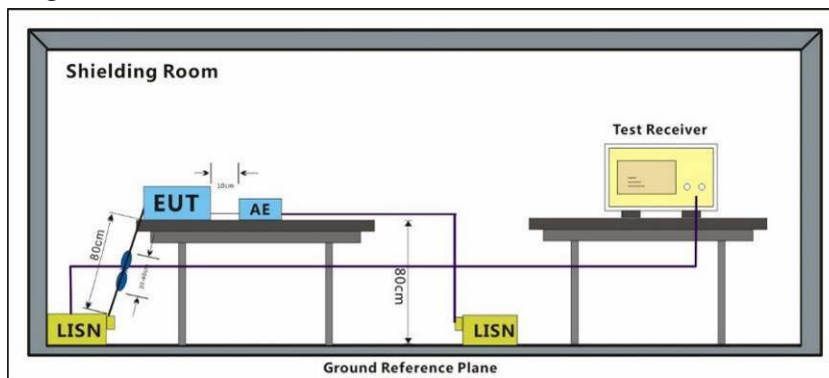 Shielding Room
Test Receiver
10cm
EUT
AE
80cm
80cm
LISN
LISN
Ground Reference Plane